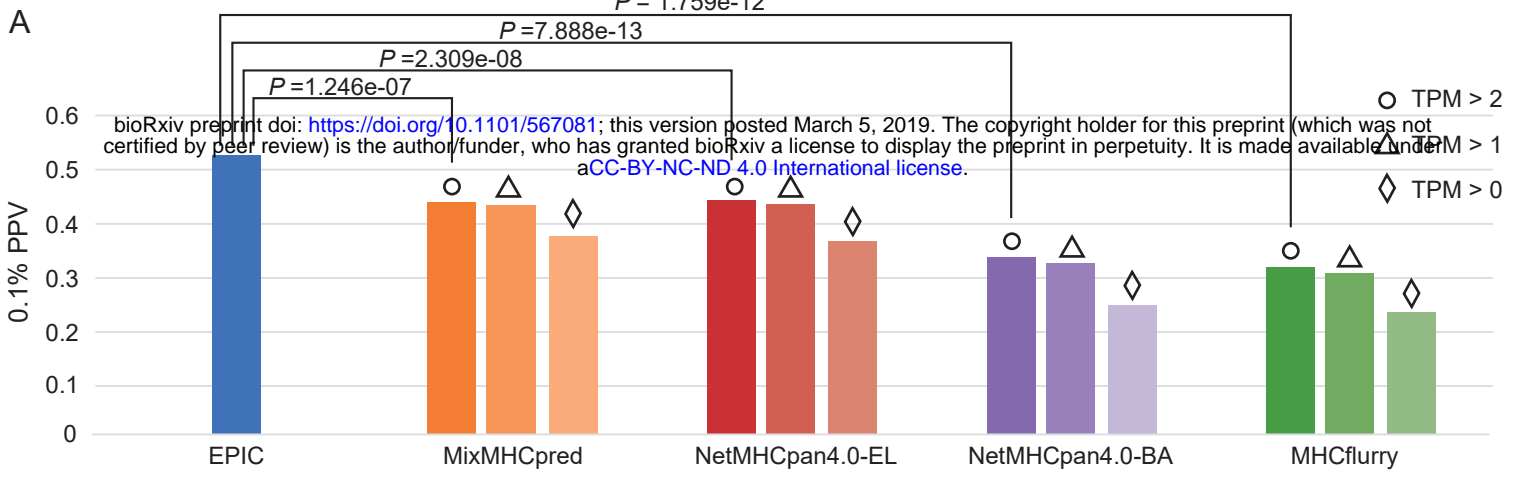 A
P = 1.759e-12
P =7.888e-13
P =2.309e-08
P =1.246e-07
TPM > 2
TPM > 1
TPM > 0
bioRxiv preprint doi: https://doi.org/10.1101/567081; this version posted March 5, 2019. The copyright holder for this preprint (which was not
certified by peer review) is the author/funder, who has granted bioRxiv a license to display the preprint in perpetuity. It is made available under
aCC-BY-NC-ND 4.0 International license.
0.1% PPV
0.6
0.5
0.4
0.3
0.2
0.1
0
EPIC
MixMHCpred
NetMHCpan4.0-EL
NetMHCpan4.0-BA
MHCflurry